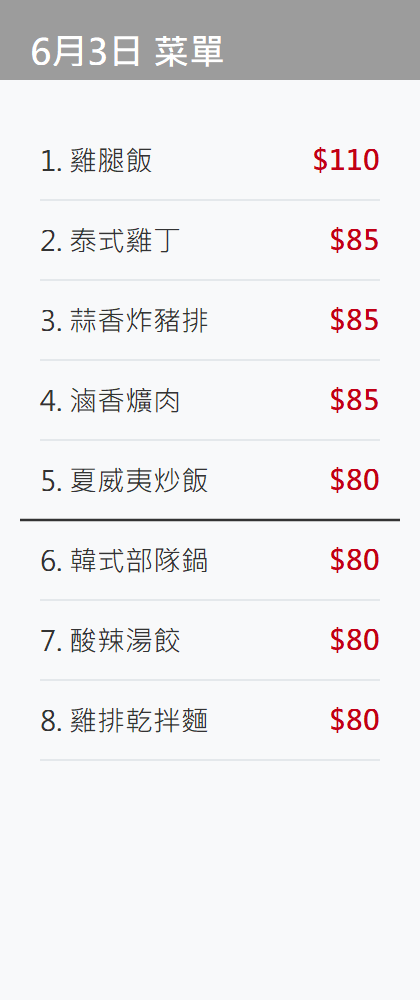 6月3日 菜單
1. 雞腿飯 $110
2. 泰式雞丁 $85
3. 蒜香炸豬排 $85
4. 滷香爌肉 $85
5. 夏威夷炒飯 $80
6. 韓式部隊鍋 $80
7. 酸辣湯餃 $80
8. 雞排乾拌麵 $80